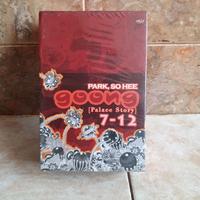 PARK, SO HEE
goong
[Palace Story]
7-12